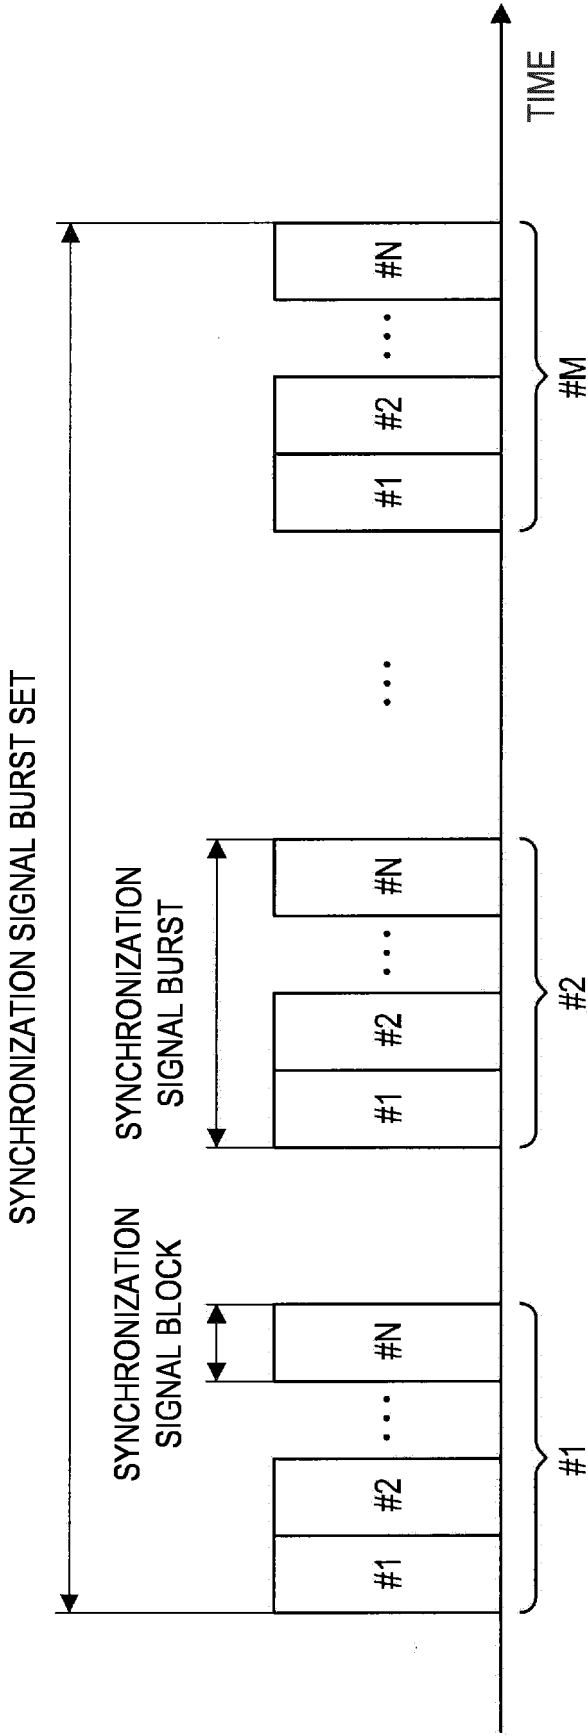 SYNCHRONIZATION SIGNAL BURST SET
SYNCHRONIZATION
SIGNAL BLOCK
SYNCHRONIZATION
SIGNAL BURST
#1 #2 ... #N #1 #2 ... #N ... #1 #2 ... #N
#1 #2 #M
TIME